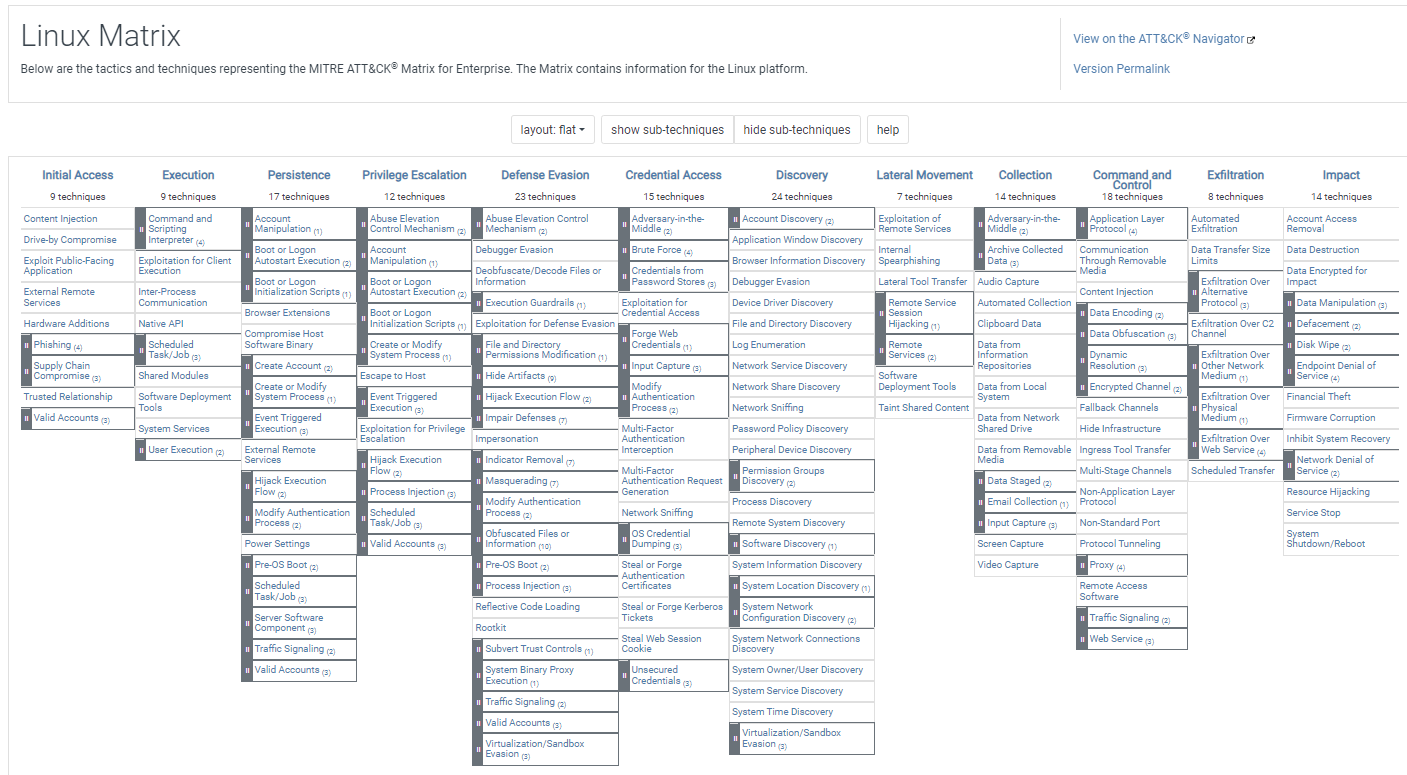 Linux Matrix
Below are the tactics and techniques representing the MITRE ATT&CK® Matrix for Enterprise. The Matrix contains information for the Linux platform.
View on the ATT&CK® Navigator
Version Permalink
layout: flat
show sub-techniques
hide sub-techniques
help
Initial Access
9 techniques
Content Injection
Drive-by Compromise
Exploit Public-Facing
Application
External Remote
Services
Hardware Additions
Phishing (4)
Supply Chain
Compromise (3)
Trusted Relationship
Valid Accounts (3)
Execution
9 techniques
Command and
Scripting
Interpreter (4)
Exploitation for Client
Execution
Inter-Process
Communication
Native API
Scheduled
Task/Job (3)
Shared Modules
Software Deployment
Tools
System Services
User Execution (2)
Persistence
17 techniques
Account
Manipulation (1)
Boot or Logon
Autostart Execution (2)
Boot or Logon
Initialization Scripts (1)
Browser Extensions
Compromise Host
Software Binary
Create Account (2)
Create or Modify
System Process (1)
Event Triggered
Execution (3)
External Remote
Services
Hijack Execution
Flow (2)
Modify Authentication
Process (2)
Power Settings
Pre-OS Boot (2)
Scheduled
Task/Job (3)
Server Software
Component (3)
Traffic Signaling (2)
Valid Accounts (3)
Privilege Escalation
12 techniques
Abuse Elevation
Control Mechanism (2)
Account
Manipulation (1)
Boot or Logon
Autostart Execution (2)
Boot or Logon
Initialization Scripts (1)
Create or Modify
System Process (1)
Escape to Host
Event Triggered
Execution (3)
Exploitation for Privilege
Escalation
Hijack Execution
Flow (2)
Process Injection (3)
Scheduled
Task/Job (3)
Valid Accounts (3)
Defense Evasion
23 techniques
Abuse Elevation Control
Mechanism (2)
Debugger Evasion
Deobfuscate/Decode Files or
Information
Execution Guardrails (1)
Exploitation for Defense Evasion
File and Directory
Permissions Modification (1)
Hide Artifacts (9)
Hijack Execution Flow (2)
Impair Defenses (7)
Impersonation
Indicator Removal (7)
Masquerading (7)
Modify Authentication
Process (2)
Obfuscated Files or
Information (10)
Pre-OS Boot (2)
Process Injection (3)
Reflective Code Loading
Rootkit
Subvert Trust Controls (1)
System Binary Proxy
Execution (1)
Traffic Signaling (2)
Valid Accounts (3)
Virtualization/Sandbox
Evasion (3)
Credential Access
15 techniques
Adversary-in-the-
Middle (2)
Brute Force (4)
Credentials from
Password Stores (3)
Exploitation for
Credential Access
Forge Web
Credentials (1)
Input Capture (3)
Modify
Authentication
Process (2)
Multi-Factor
Authentication
Interception
Multi-Factor
Authentication Request
Generation
Network Sniffing
OS Credential
Dumping (3)
Steal or Forge
Authentication
Certificates
Steal or Forge Kerberos
Tickets
Steal Web Session
Cookie
Unsecured
Credentials (3)
Discovery
24 techniques
Account Discovery (2)
Application Window Discovery
Browser Information Discovery
Debugger Evasion
Device Driver Discovery
File and Directory Discovery
Log Enumeration
Network Service Discovery
Network Share Discovery
Network Sniffing
Password Policy Discovery
Peripheral Device Discovery
Permission Groups
Discovery (2)
Process Discovery
Remote System Discovery
Software Discovery (1)
System Information Discovery
System Location Discovery (1)
System Network
Configuration Discovery (2)
System Network Connections
Discovery
System Owner/User Discovery
System Service Discovery
System Time Discovery
Virtualization/Sandbox
Evasion (3)
Lateral Movement
7 techniques
Exploitation of
Remote Services
Internal
Spearphishing
Lateral Tool Transfer
Remote Service
Session
Hijacking (1)
Remote
Services (2)
Software
Deployment Tools
Taint Shared Content
Collection
14 techniques
Adversary-in-the-
Middle (2)
Archive Collected
Data (3)
Audio Capture
Automated Collection
Clipboard Data
Data from
Information
Repositories
Data from Local
System
Data from Network
Shared Drive
Data from Removable
Media
Data Staged (2)
Email Collection (1)
Input Capture (3)
Screen Capture
Video Capture
Command and
Control
18 techniques
Application Layer
Protocol (4)
Communication
Through Removable
Media
Content Injection
Data Encoding (2)
Data Obfuscation (3)
Dynamic
Resolution (3)
Encrypted Channel (2)
Fallback Channels
Hide Infrastructure
Ingress Tool Transfer
Multi-Stage Channels
Non-Application Layer
Protocol
Non-Standard Port
Protocol Tunneling
Proxy (4)
Remote Access
Software
Traffic Signaling (2)
Web Service (3)
Exfiltration
8 techniques
Automated
Exfiltration
Data Transfer Size
Limits
Exfiltration Over
Alternative
Protocol (3)
Exfiltration Over C2
Channel
Exfiltration Over
Other Network
Medium (1)
Exfiltration Over
Physical
Medium (1)
Exfiltration Over
Web Service (4)
Scheduled Transfer
Impact
14 techniques
Account Access
Removal
Data Destruction
Data Encrypted for
Impact
Data Manipulation (3)
Defacement (2)
Disk Wipe (2)
Endpoint Denial of
Service (4)
Financial Theft
Firmware Corruption
Inhibit System Recovery
Network Denial of
Service (2)
Resource Hijacking
Service Stop
System
Shutdown/Reboot